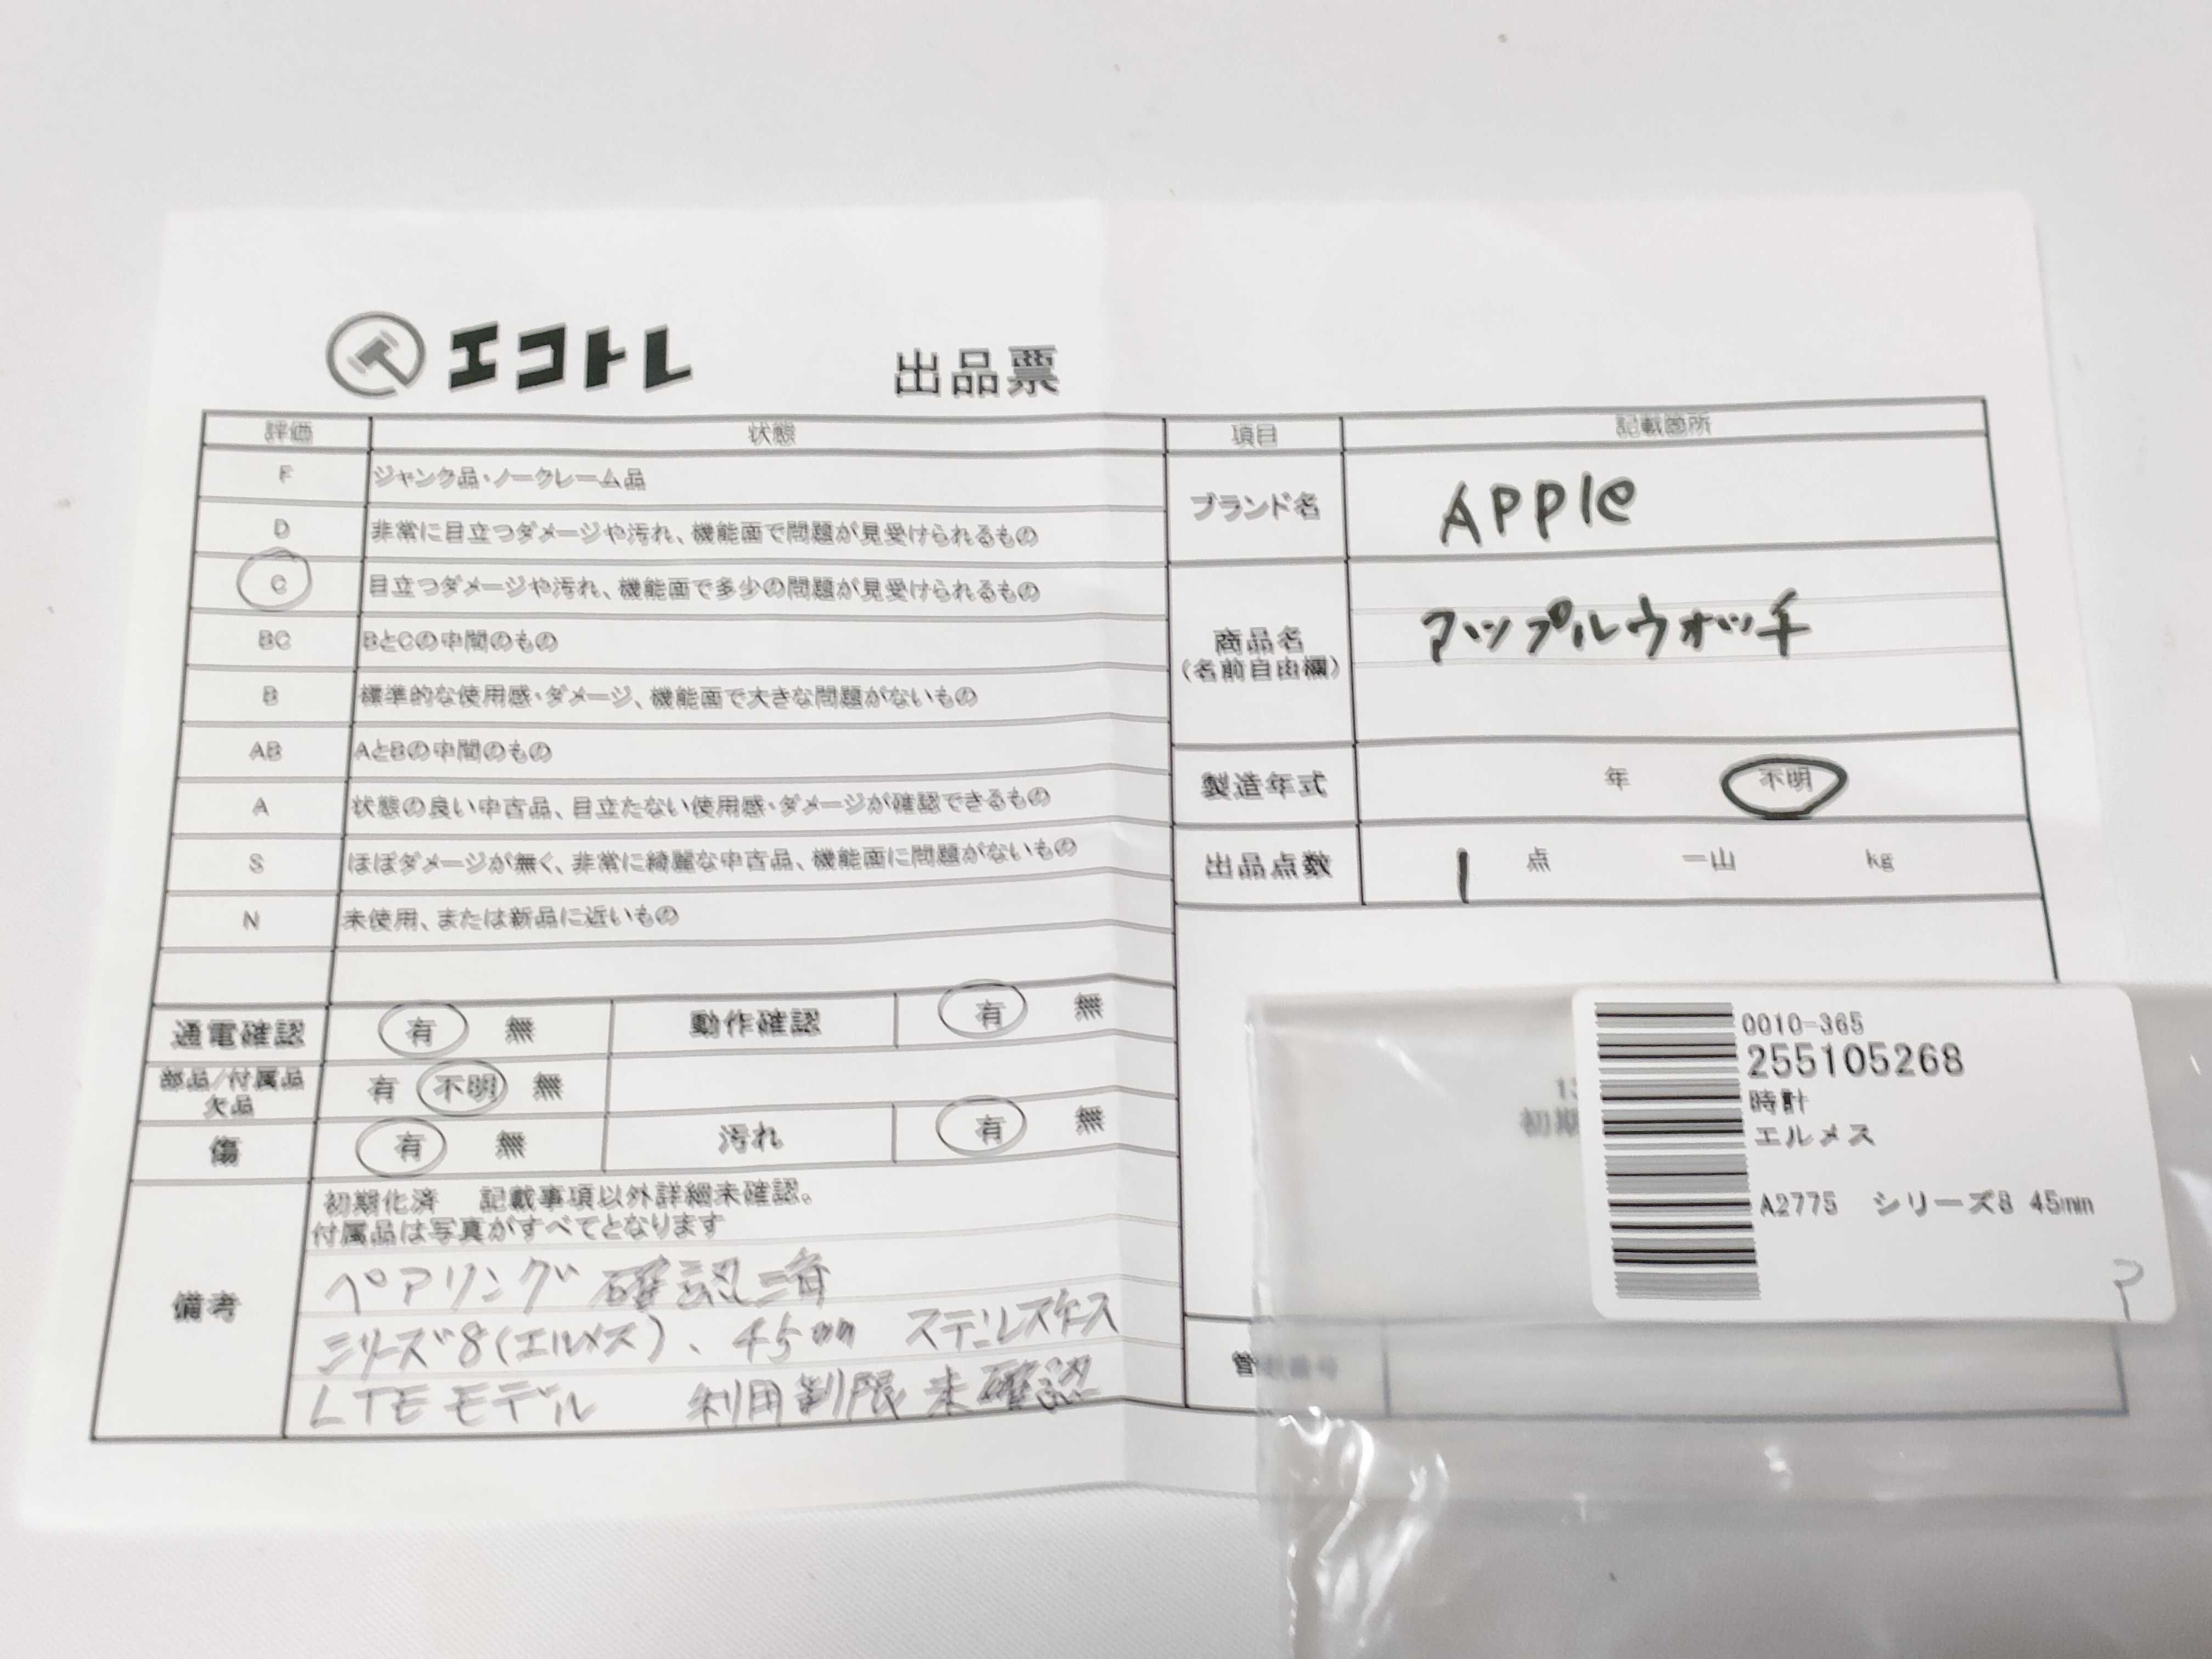 エコトレ 出品票
評価 状態
F ジャンク品・ノークレーム品
D 非常に目立つダメージや汚れ、機能面で問題が見受けられるもの
C 目立つダメージや汚れ、機能面で多少の問題が見受けられるもの
BC BとCの中間のもの
B 標準的な使用感・ダメージ、機能面で大きな問題がないもの
AB AとBの中間のもの
A 状態の良い中古品、目立たない使用感・ダメージが確認できるもの
S ほぼダメージが無く、非常に綺麗な中古品、機能面に問題がないもの
N 未使用、または新品に近いもの
通電確認 有 無 動作確認 有 無
部品/付属品
欠品 有 不明 無
傷 有 無 汚れ 有 無
備考
初期化済 記載事項以外詳細未確認。
付属品は写真がすべてとなります
ペアリング確認済
シリーズ8(エルメス)、45mm ステンレスケース
LTEモデル 利用制限未確認
項目 記載箇所
ブランド名 APPle
商品名
(名前自由欄) アップルウォッチ
製造年式 年 不明
出品点数 1 点 一山 kg
0010-365
255105268
時計
エルメス
A2775 シリーズ8 45mm